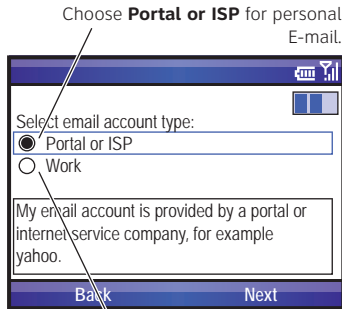 Choose Portal or ISP for personal
E-mail.
Select email account type:
Portal or ISP
Work
My email account is provided by a portal or
internet service company, for example
yahoo.
Back Next